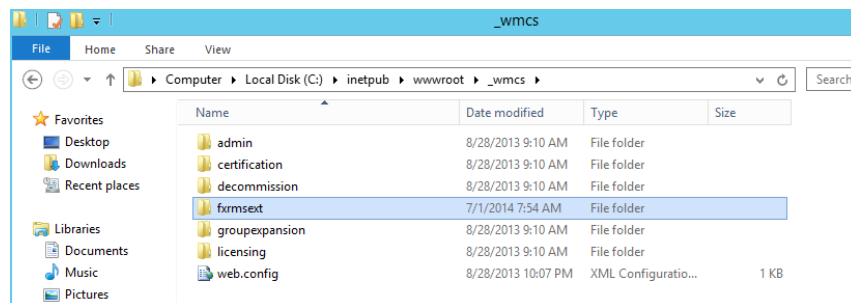 _wmcs
File Home Share View
Computer Local Disk (C:) inetpub wwwroot _wmcs Search
Name Date modified Type Size
Favorites
Desktop
Downloads
Recent places
Libraries
Documents
Music
Pictures
admin 8/28/2013 9:10 AM File folder
certification 8/28/2013 9:10 AM File folder
decommission 8/28/2013 9:10 AM File folder
fxrmsext 7/1/2014 7:54 AM File folder
groupexpansion 8/28/2013 9:10 AM File folder
licensing 8/28/2013 9:10 AM File folder
web.config 8/28/2013 10:07 PM XML Configuratio... 1 KB